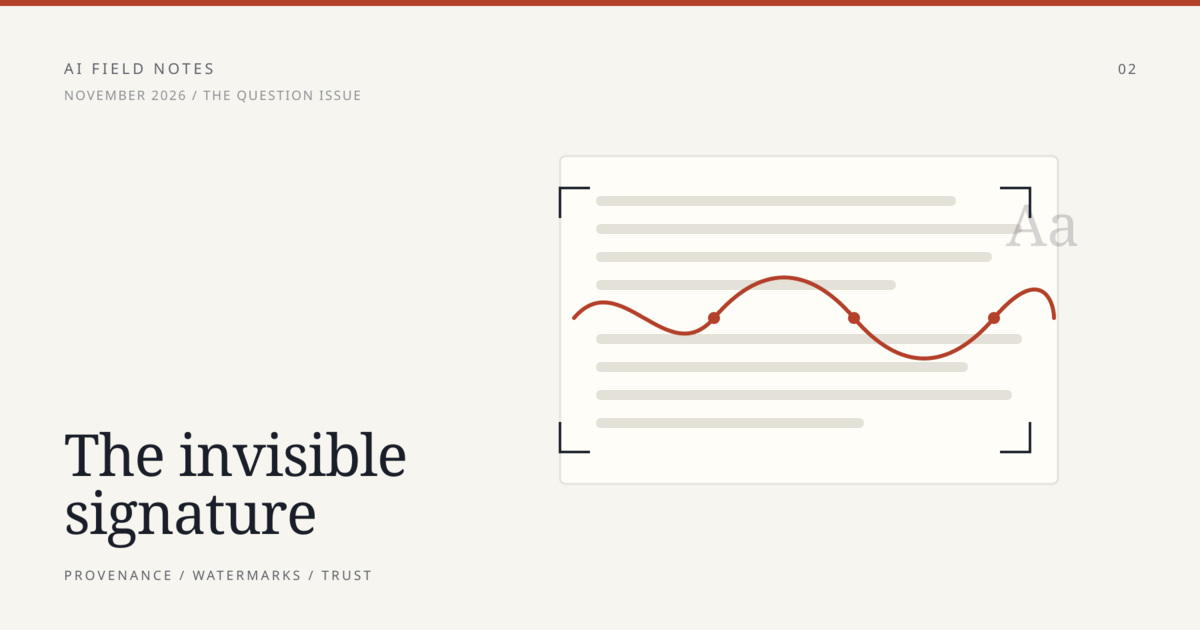 AI FIELD NOTES
02
NOVEMBER 2026 / THE QUESTION ISSUE
Aa
The invisible
signature
PROVENANCE / WATERMARKS / TRUST